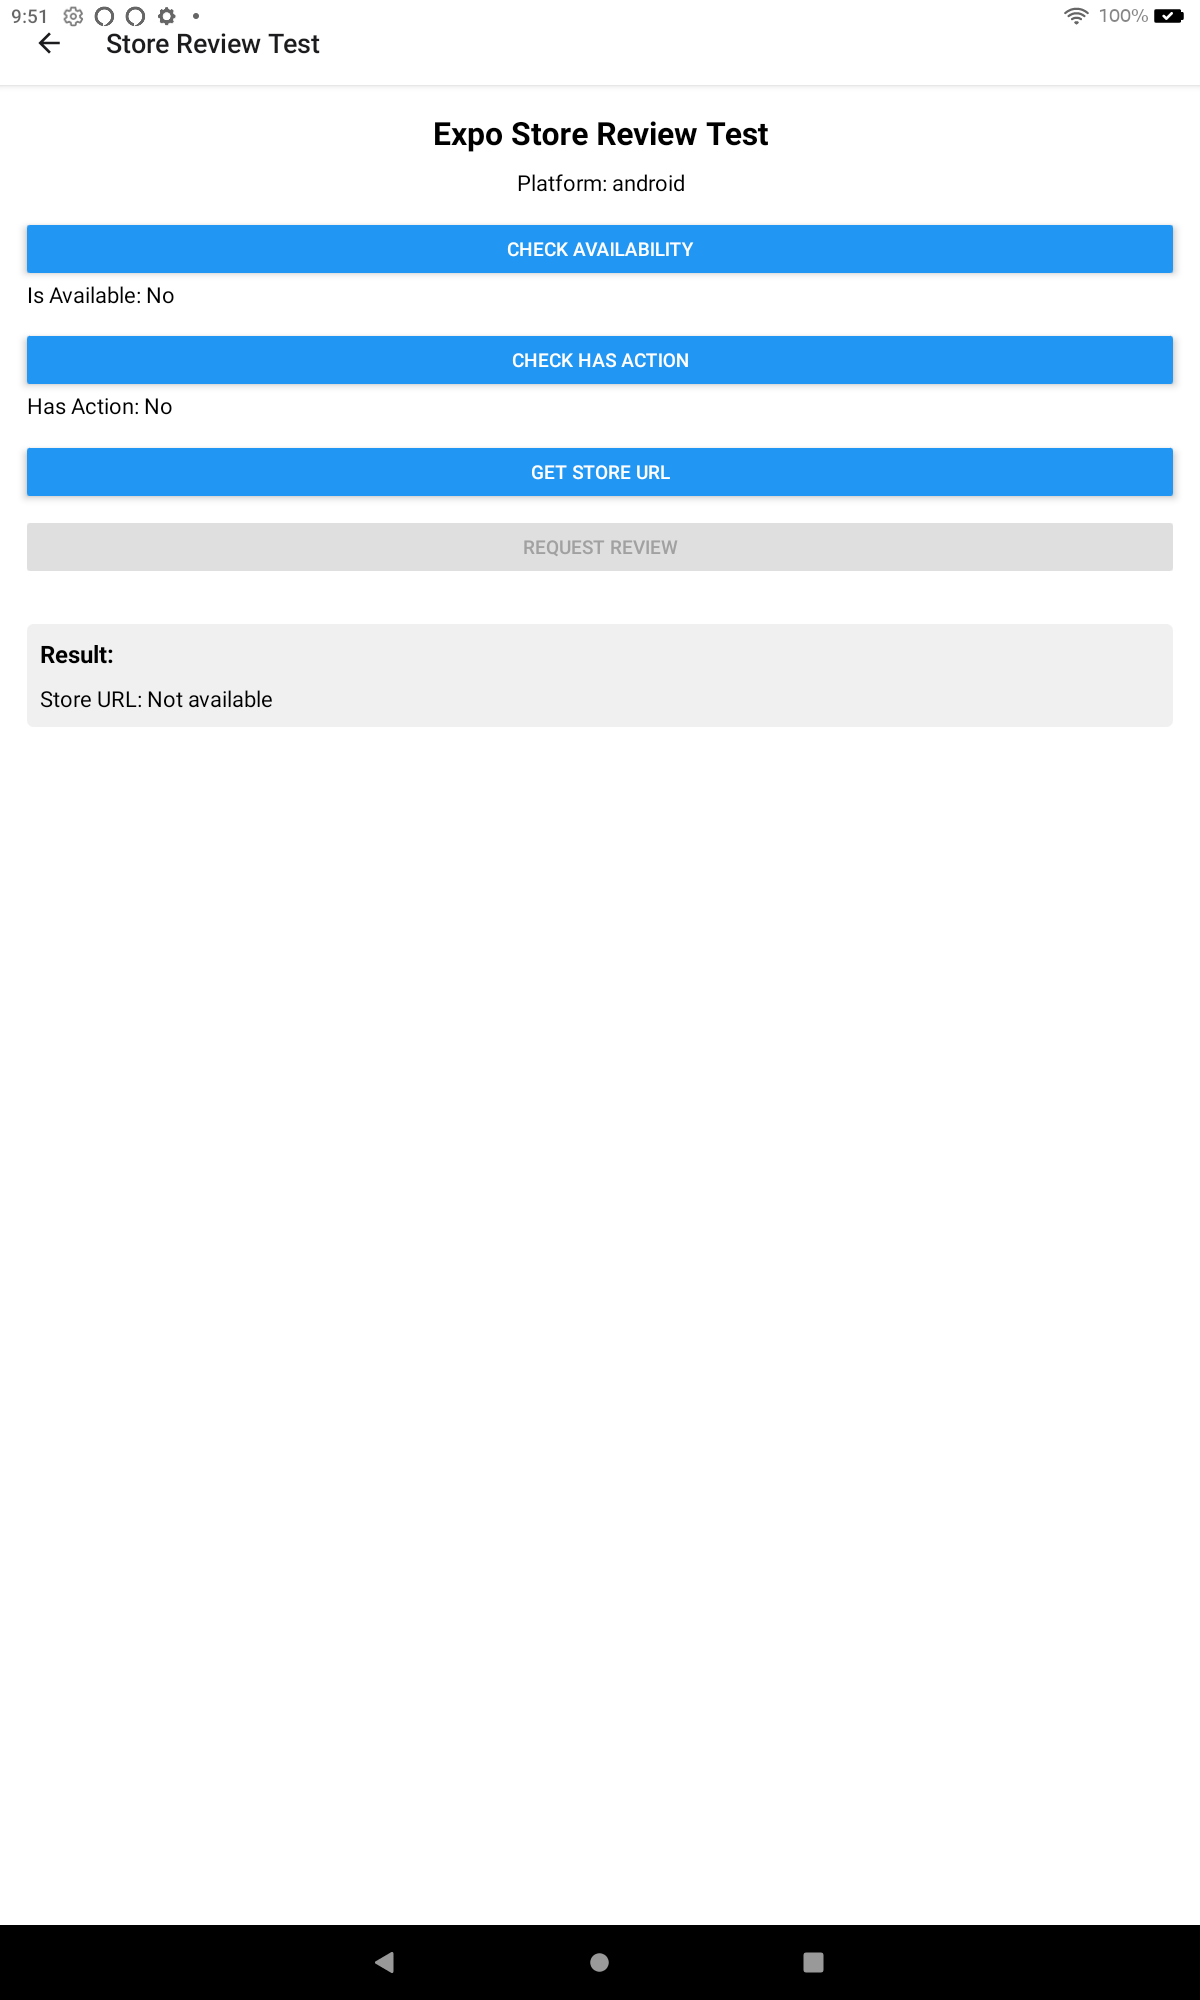 9:51
100%
Store Review Test
Expo Store Review Test
Platform: android
CHECK AVAILABILITY
Is Available: No
CHECK HAS ACTION
Has Action: No
GET STORE URL
REQUEST REVIEW
Result:
Store URL: Not available